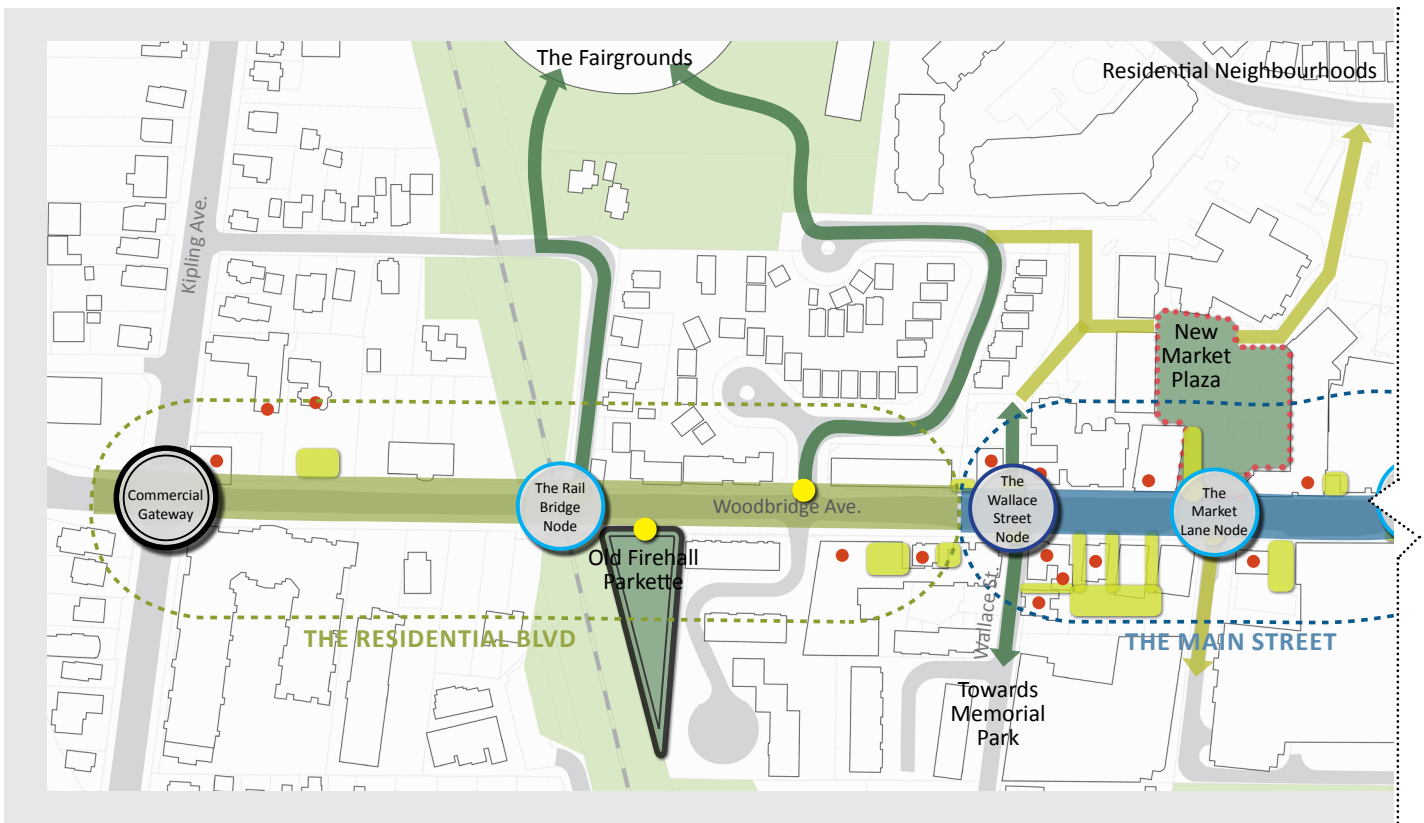 The Fairgrounds
Residential Neighbourhoods
Kipling Ave.
New
Market
Plaza
Commercial
Gateway
The Rail
Bridge
Node
Woodbridge Ave.
The
Wallace
Street
Node
The
Market
Lane Node
Old Firehall
Parkette
Wallace St.
THE RESIDENTIAL BLVD
THE MAIN STREET
Towards
Memorial
Park